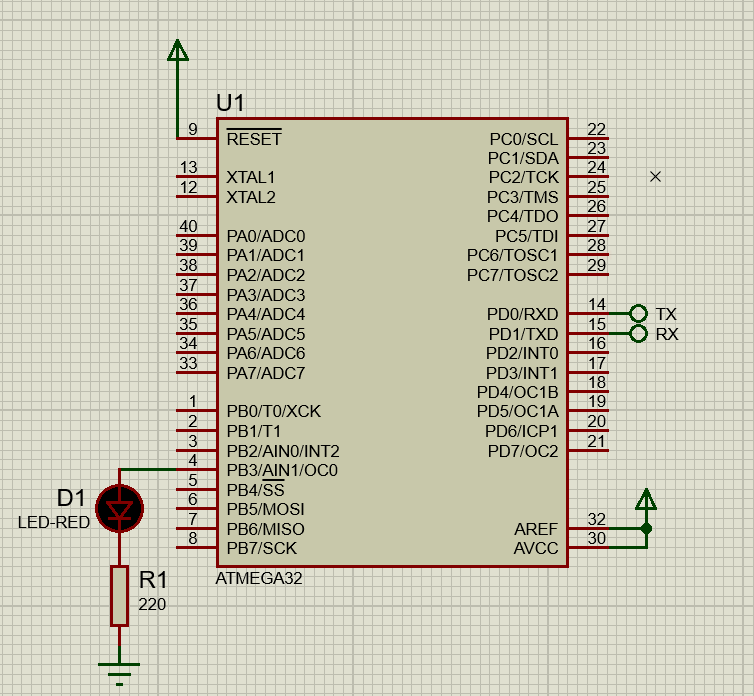 U1
9 RESET PC0/SCL 22
PC1/SDA 23
13 XTAL1 PC2/TCK 24
12 XTAL2 PC3/TMS 25
PC4/TDO 26
40 PA0/ADC0 PC5/TDI 27
39 PA1/ADC1 PC6/TOSC1 28
38 PA2/ADC2 PC7/TOSC2 29
37 PA3/ADC3
36 PA4/ADC4 PD0/RXD 14 TX
35 PA5/ADC5 PD1/TXD 15 RX
34 PA6/ADC6 PD2/INT0 16
33 PA7/ADC7 PD3/INT1 17
PD4/OC1B 18
1 PB0/T0/XCK PD5/OC1A 19
2 PB1/T1 PD6/ICP1 20
3 PB2/AIN0/INT2 PD7/OC2 21
4 PB3/AIN1/OC0
5 PB4/SS
6 PB5/MOSI
7 PB6/MISO AREF 32
8 PB7/SCK AVCC 30
ATMEGA32
D1
LED-RED
R1
220